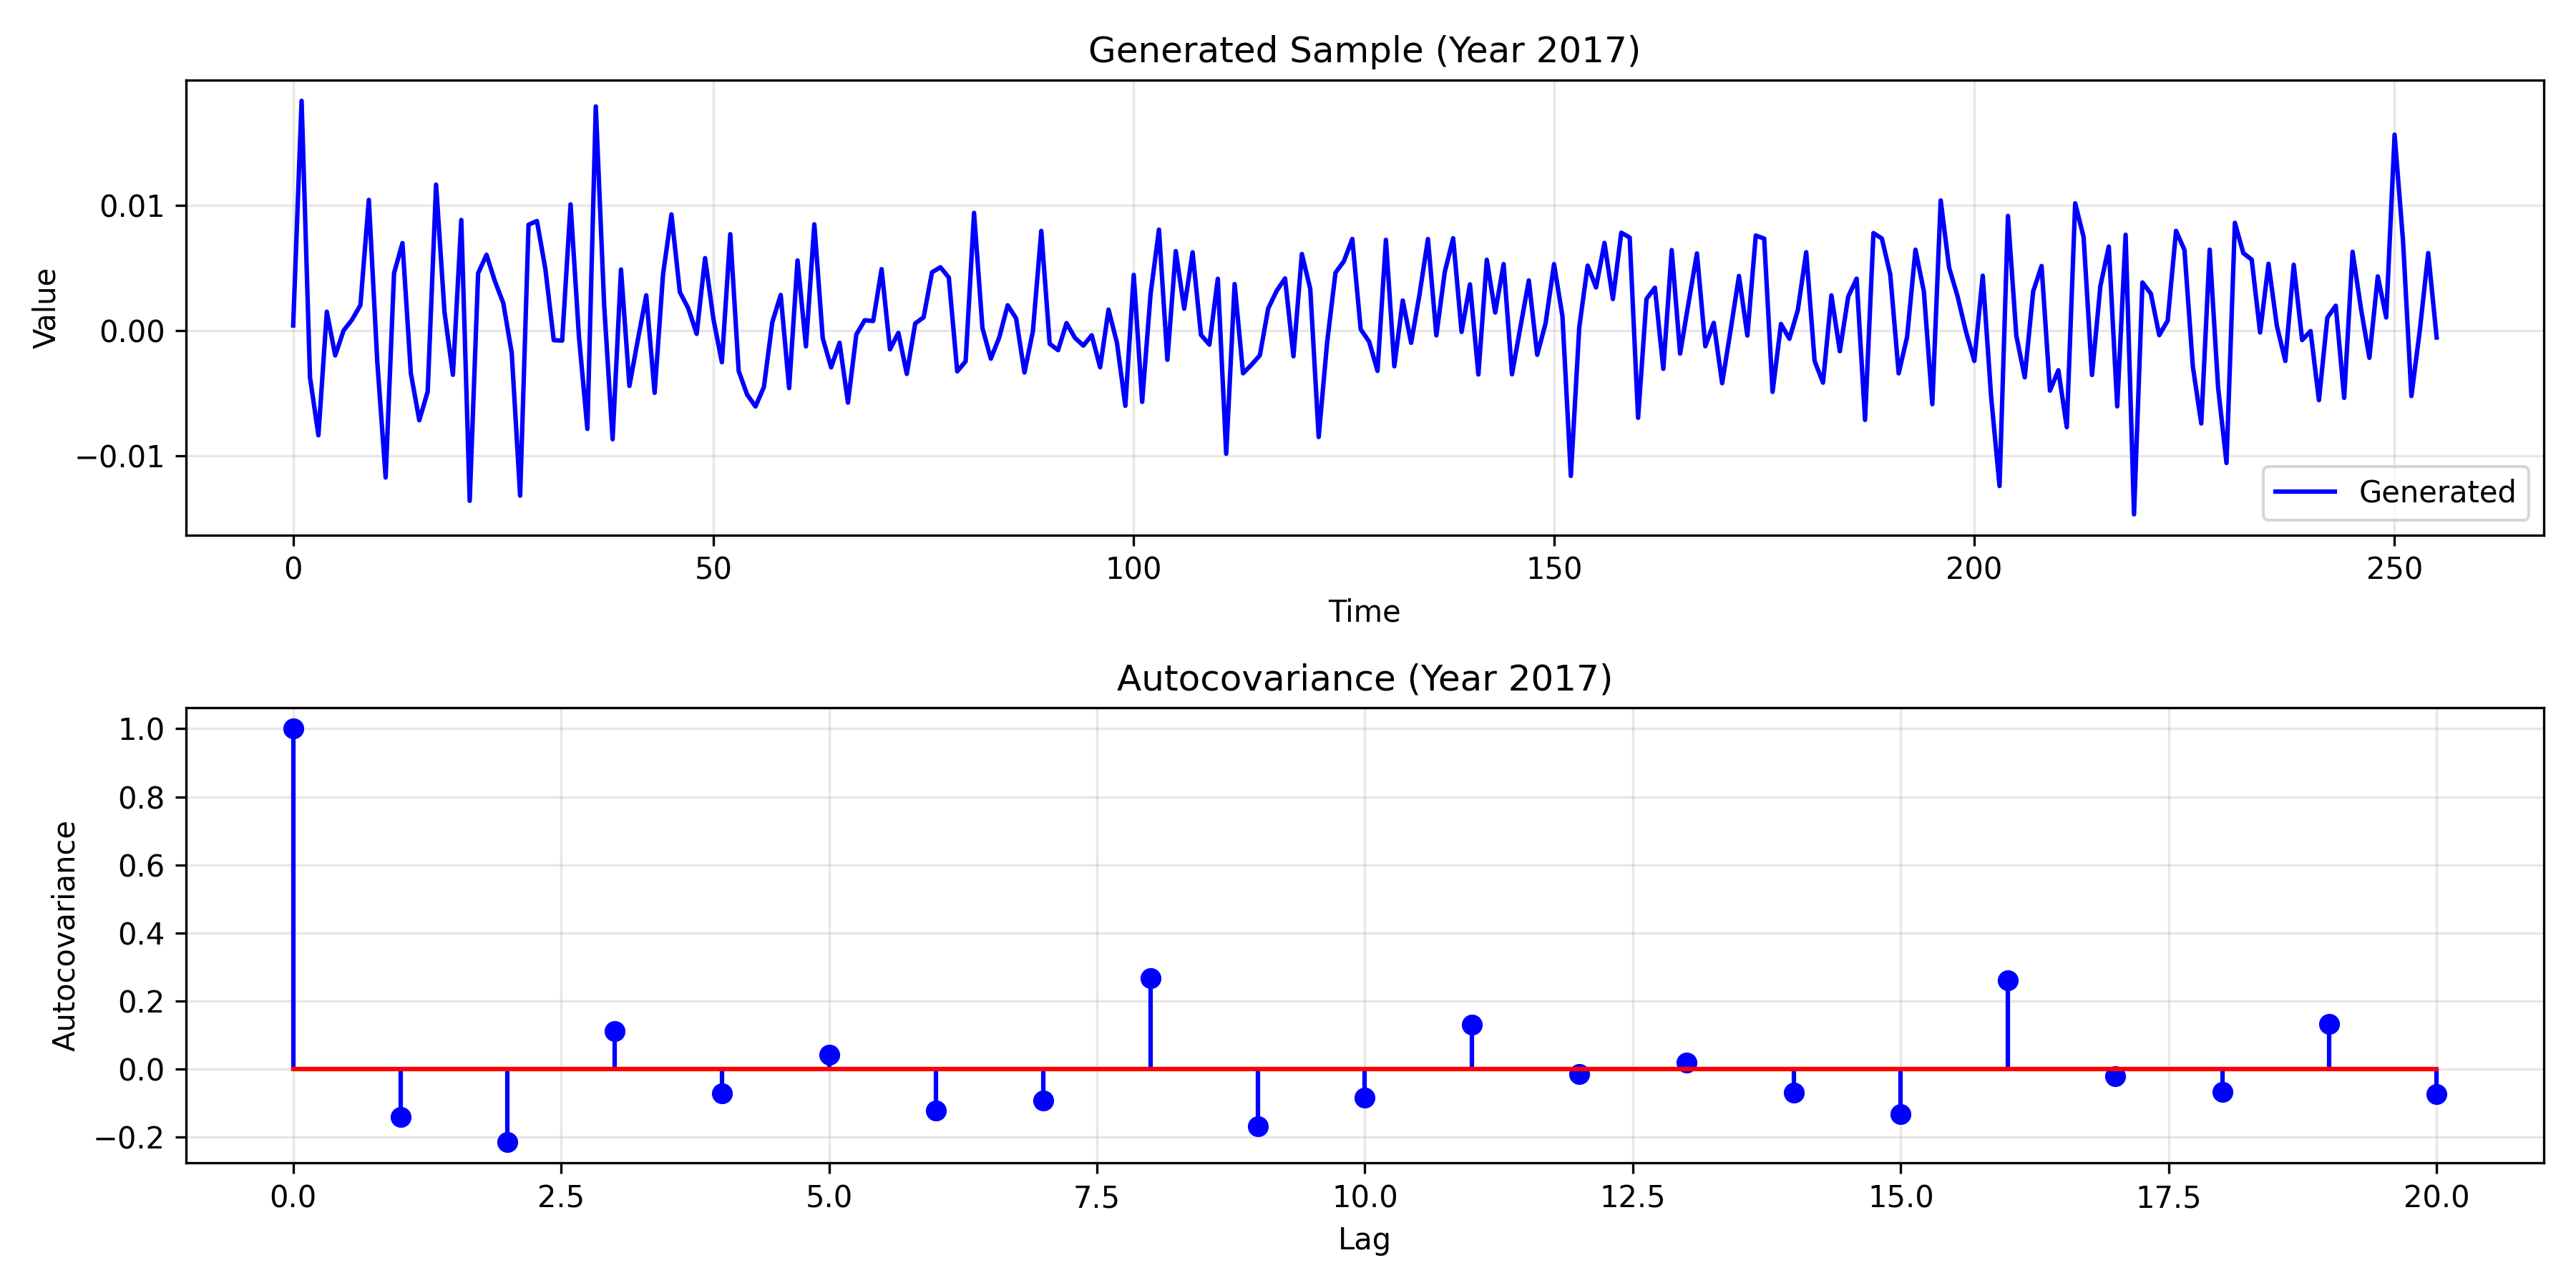 Generated Sample (Year 2017)
Value
0.01
0.00
−0.01
Generated
0 50 100 150 200 250
Time
Autocovariance (Year 2017)
Autocovariance
1.0
0.8
0.6
0.4
0.2
0.0
−0.2
0.0 2.5 5.0 7.5 10.0 12.5 15.0 17.5 20.0
Lag